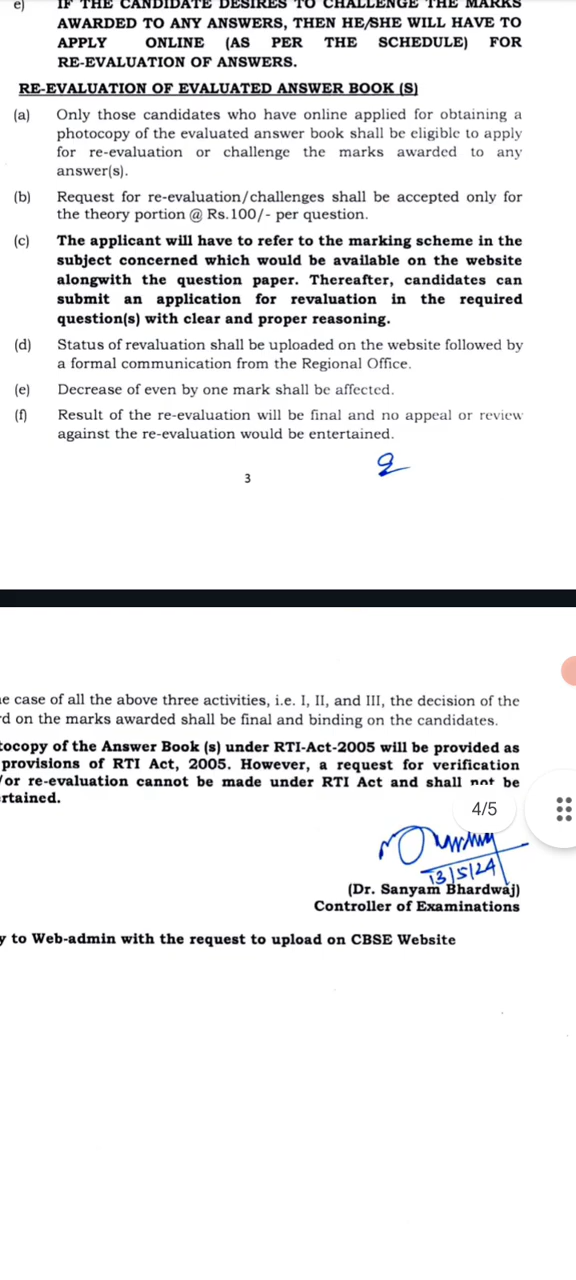 e) IF THE CANDIDATE DESIRES TO CHALLENGE THE MARKS
AWARDED TO ANY ANSWERS, THEN HE/SHE WILL HAVE TO
APPLY ONLINE (AS PER THE SCHEDULE) FOR
RE-EVALUATION OF ANSWERS.
RE-EVALUATION OF EVALUATED ANSWER BOOK (S)
(a) Only those candidates who have online applied for obtaining a
photocopy of the evaluated answer book shall be eligible to apply
for re-evaluation or challenge the marks awarded to any
answer(s).
(b) Request for re-evaluation/challenges shall be accepted only for
the theory portion @ Rs.100/- per question.
(c) The applicant will have to refer to the marking scheme in the
subject concerned which would be available on the website
alongwith the question paper. Thereafter, candidates can
submit an application for revaluation in the required
question(s) with clear and proper reasoning.
(d) Status of revaluation shall be uploaded on the website followed by
a formal communication from the Regional Office.
(e) Decrease of even by one mark shall be affected.
(f) Result of the re-evaluation will be final and no appeal or review
against the re-evaluation would be entertained.
3
e case of all the above three activities, i.e. I, II, and III, the decision of the
d on the marks awarded shall be final and binding on the candidates.
tocopy of the Answer Book (s) under RTI-Act-2005 will be provided as
provisions of RTI Act, 2005. However, a request for verification
/or re-evaluation cannot be made under RTI Act and shall not be
rtained.
4/5
13/5/24
(Dr. Sanyam Bhardwaj)
Controller of Examinations
y to Web-admin with the request to upload on CBSE Website